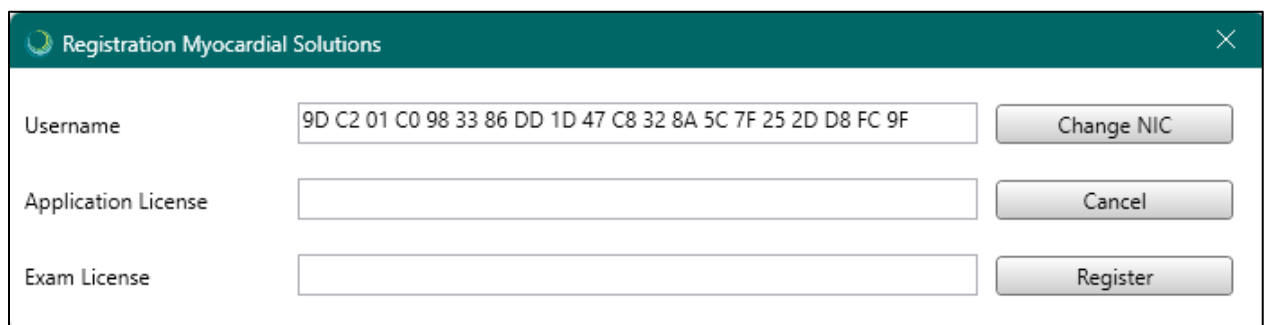 Registration Myocardial Solutions
Username 9D C2 01 C0 98 33 86 DD 1D 47 C8 32 8A 5C 7F 25 2D D8 FC 9F Change NIC
Application License Cancel
Exam License Register